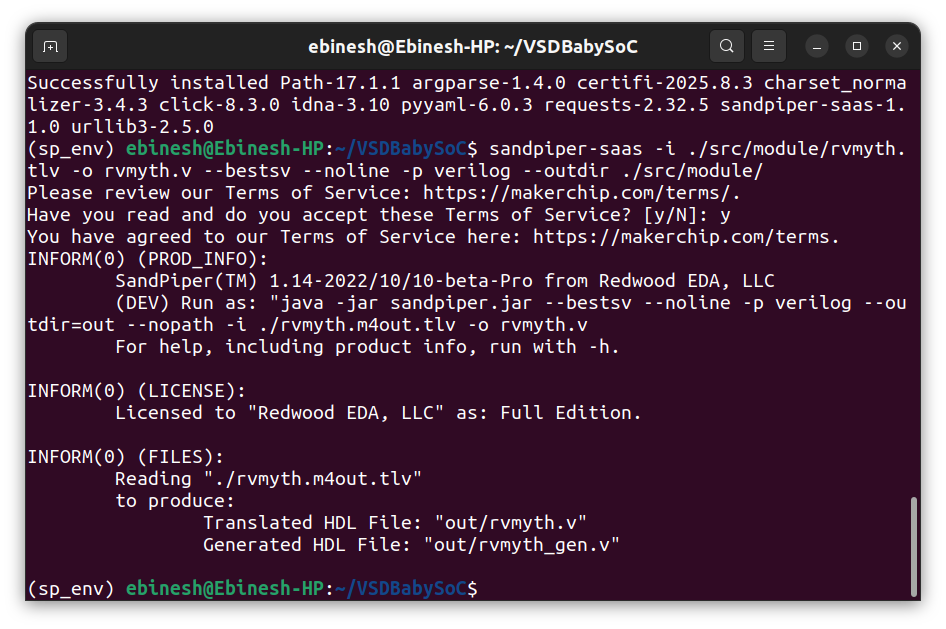 ebinesh@Ebinesh-HP: ~/VSDBabySoC
Successfully installed Path-17.1.1 argparse-1.4.0 certifi-2025.8.3 charset_norma
lizer-3.4.3 click-8.3.0 idna-3.10 pyyaml-6.0.3 requests-2.32.5 sandpiper-saas-1.
1.0 urllib3-2.5.0
(sp_env) ebinesh@Ebinesh-HP:~/VSDBabySoC$ sandpiper-saas -i ./src/module/rvmyth.
tlv -o rvmyth.v --bestsv --noline -p verilog --outdir ./src/module/
Please review our Terms of Service: https://makerchip.com/terms/.
Have you read and do you accept these Terms of Service? [y/N]: y
You have agreed to our Terms of Service here: https://makerchip.com/terms.
INFORM(0) (PROD_INFO):
        SandPiper(TM) 1.14-2022/10/10-beta-Pro from Redwood EDA, LLC
        (DEV) Run as: "java -jar sandpiper.jar --bestsv --noline -p verilog --ou
tdir=out --nopath -i ./rvmyth.m4out.tlv -o rvmyth.v
        For help, including product info, run with -h.
INFORM(0) (LICENSE):
        Licensed to "Redwood EDA, LLC" as: Full Edition.
INFORM(0) (FILES):
        Reading "./rvmyth.m4out.tlv"
        to produce:
                Translated HDL File: "out/rvmyth.v"
                Generated HDL File: "out/rvmyth_gen.v"
(sp_env) ebinesh@Ebinesh-HP:~/VSDBabySoC$